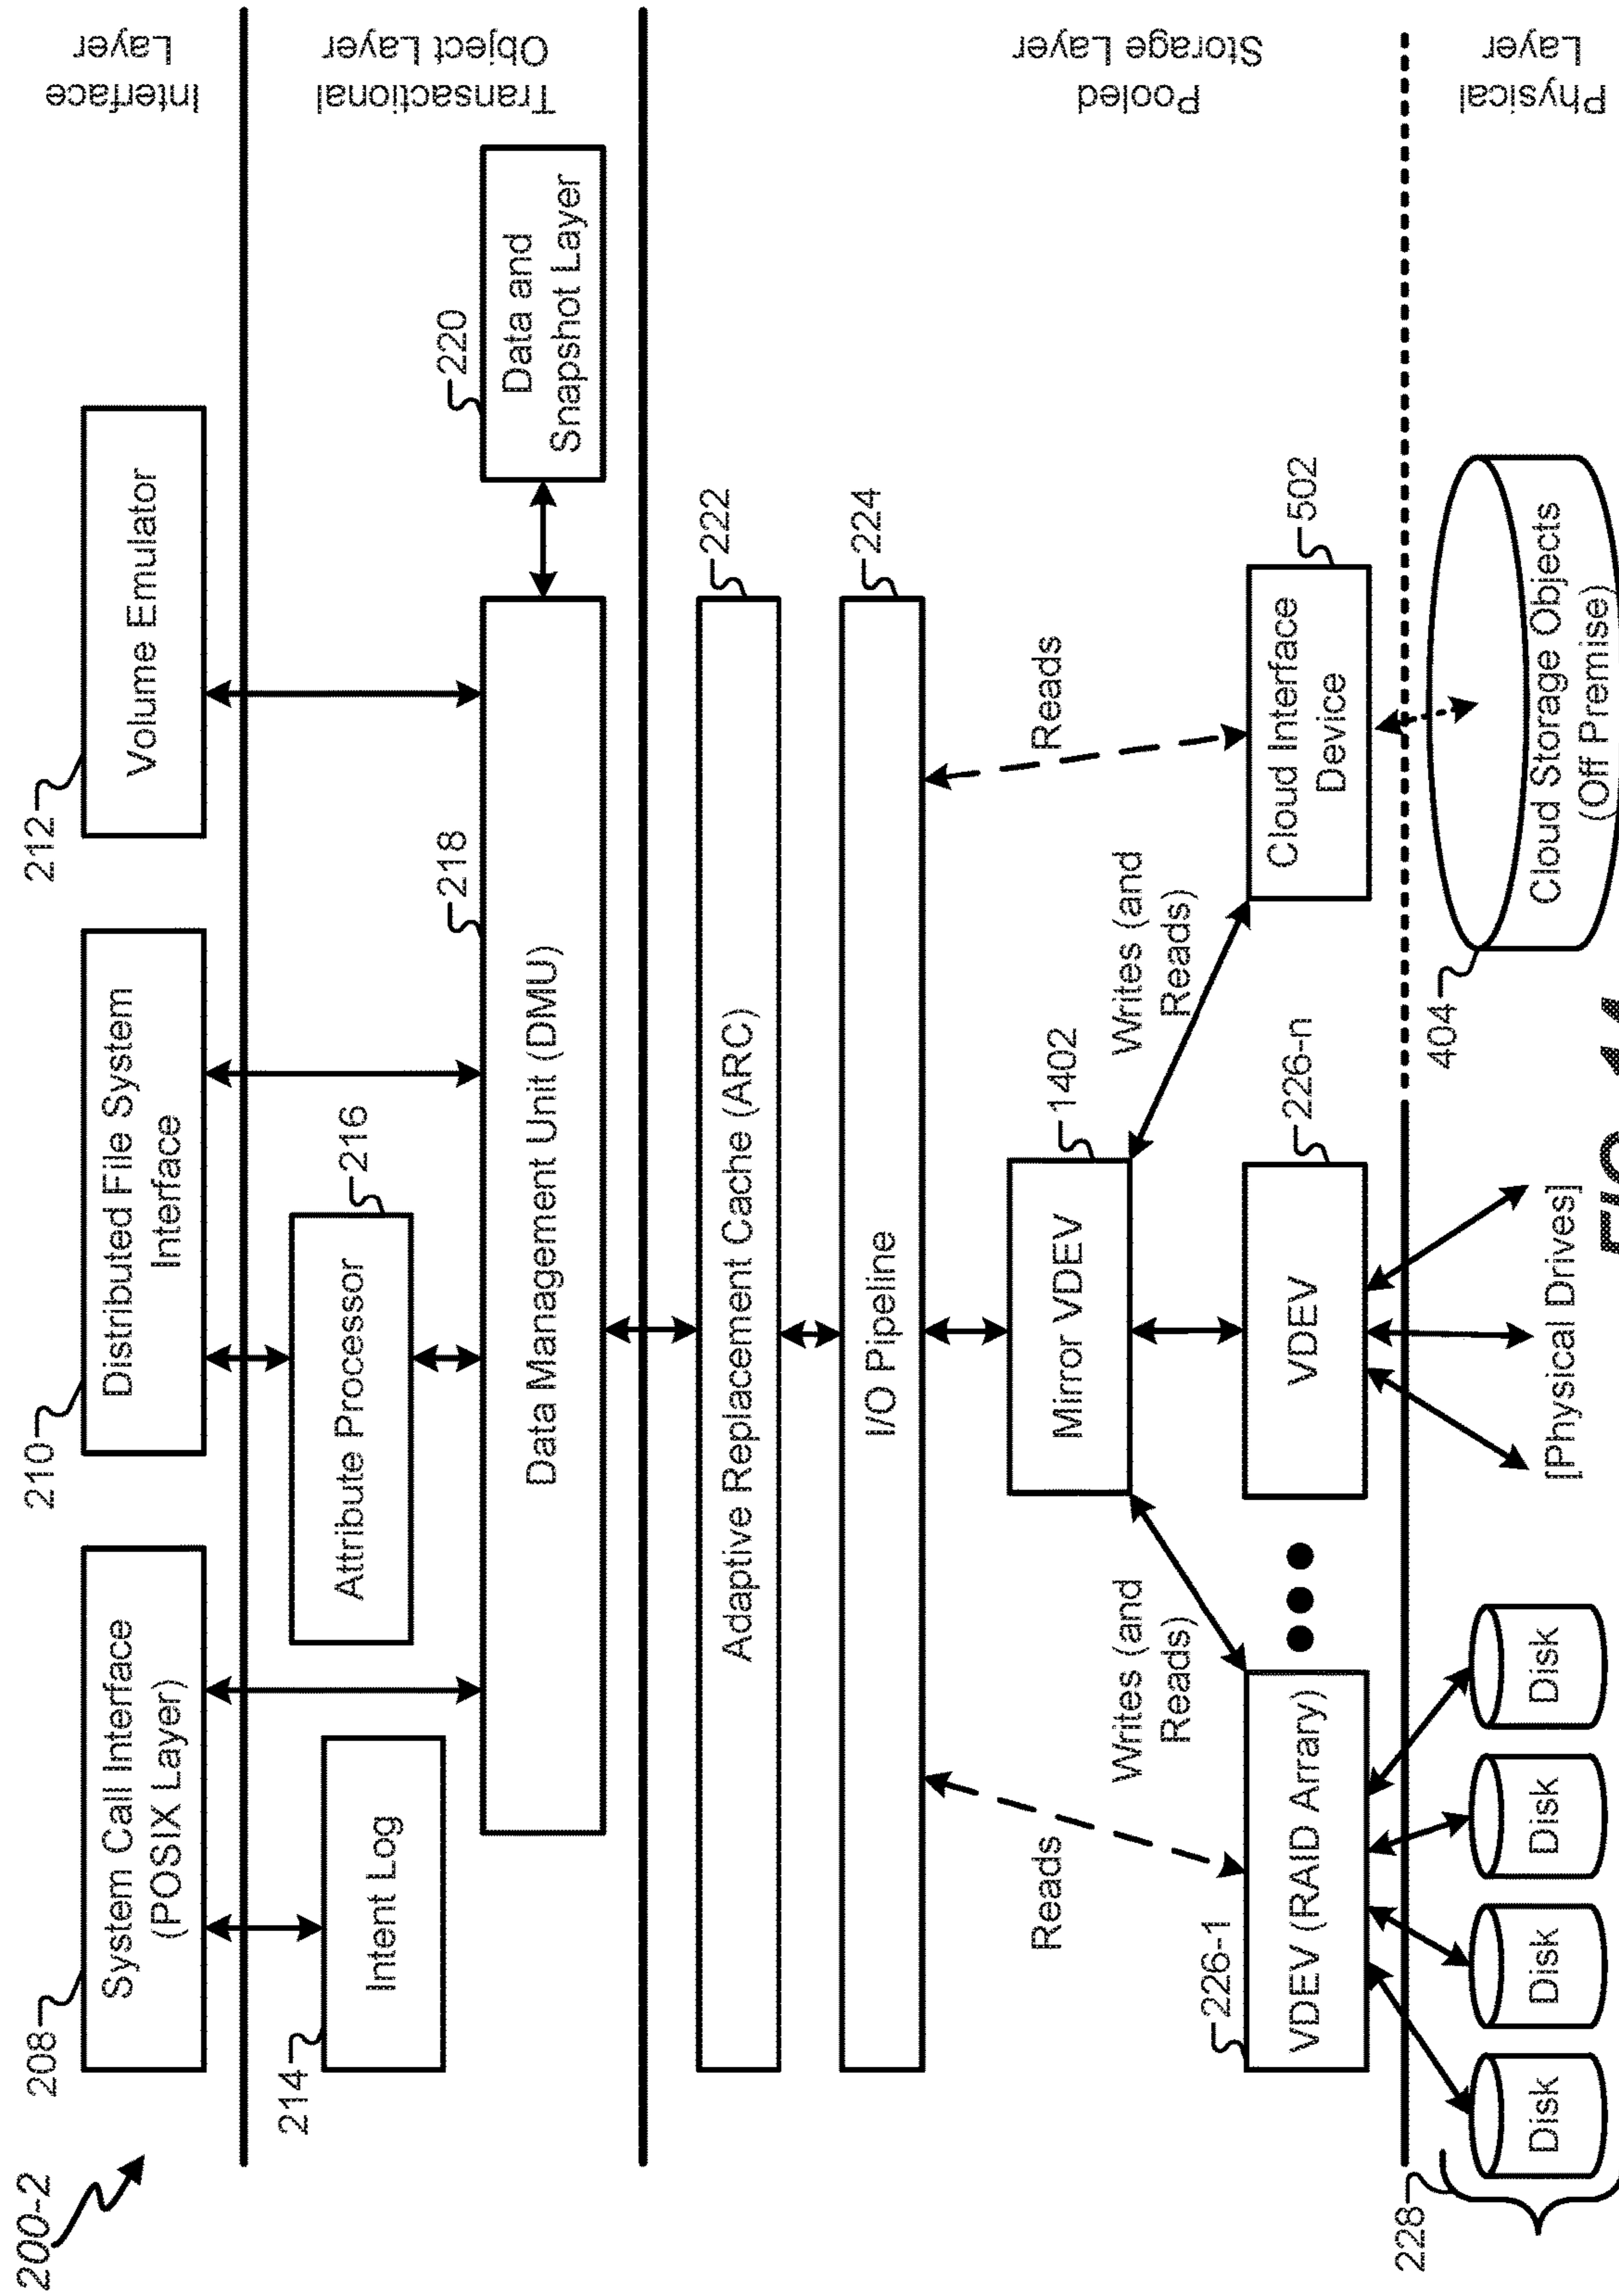 200-2
208
System Call Interface
(POSIX Layer)
210
Distributed File System
Interface
212
Volume Emulator
Interface
Layer
214
Intent Log
Attribute Processor
216
Transactional
Object Layer
218
Data Management Unit (DMU)
220
Data and
Snapshot Layer
Adaptive Replacement Cache (ARC)
222
I/O Pipeline
224
Pooled
Storage Layer
Reads
Writes (and
Reads)
Mirror VDEV
1402
Writes (and
Reads)
Reads
226-1
VDEV (RAID Arrary)
VDEV
226-n
Cloud Interface
Device
502
228
Disk
Disk
Disk
Disk
[Physical Drives]
404
Cloud Storage Objects
(Off Premise)
Physical
Layer